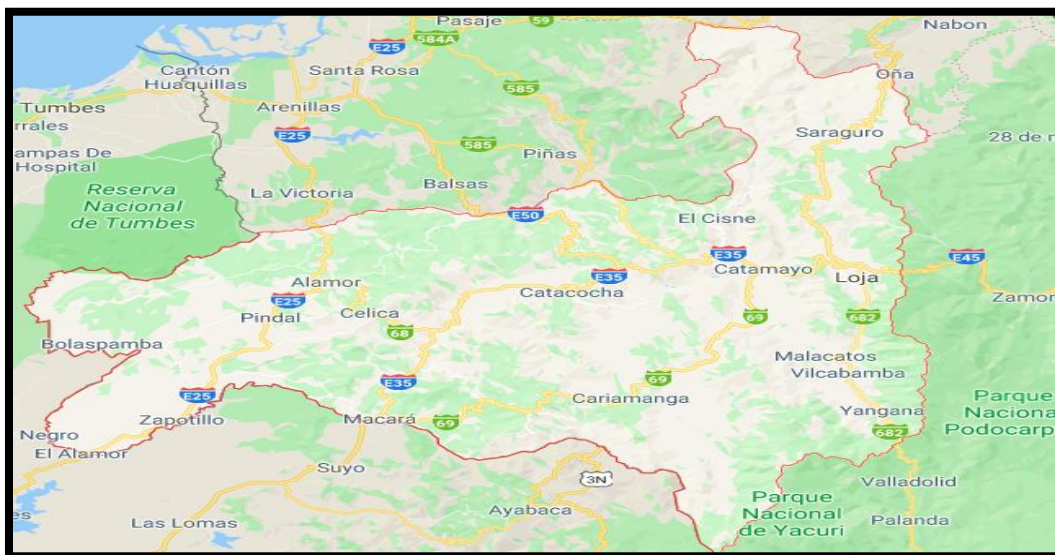 Pasaje
59
Nabon
E25
584A
Cantón
Huaquillas
Santa Rosa
Oña
585
Tumbes
rrales
Arenillas
E25
Saraguro
28 de n
ampas De
Hospital
585
Piñas
Reserva
Nacional
de Tumbes
La Victoria
Balsas
E50
El Cisne
E35
E45
Catamayo
Loja
Alamor
E35
Catacocha
Zamor
E25
Pindal
Celica
68
69
682
Bolaspamba
Malacatos
Vilcabamba
E35
69
E25
Cariamanga
Parque
Naciona
Podocarp
Zapotillo
Macará
69
Yangana
682
Negro
El Alamor
Suyo
3N
Valladolid
Parque
Nacional
de Yacuri
es
Las Lomas
Ayabaca
Palanda